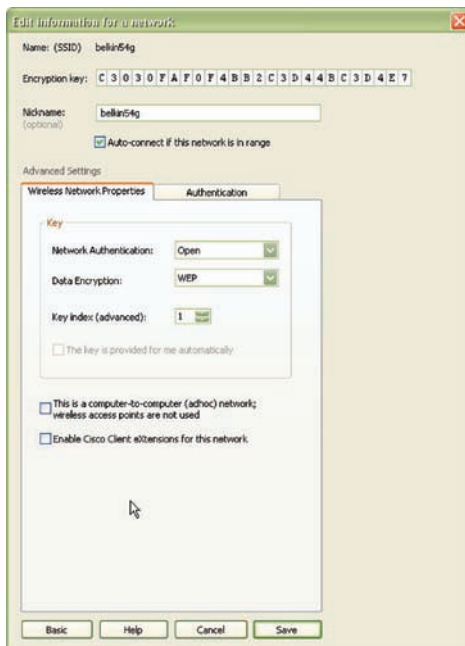 Edit information for a network
Name: (SSID) belkin54g
Encryption key: C 3 0 3 0 F A F 0 F 4 B B 2 C 3 D 4 4 B C 3 D 4 E 7
Nickname: belkin54g
(optional)
Auto-connect if this network is in range
Advanced Settings
Wireless Network Properties Authentication
Key
Network Authentication: Open
Data Encryption: WEP
Key index (advanced): 1
The key is provided for me automatically
This is a computer-to-computer (adhoc) network;
wireless access points are not used
Enable Cisco Client eXtensions for this network
Basic Help Cancel Save